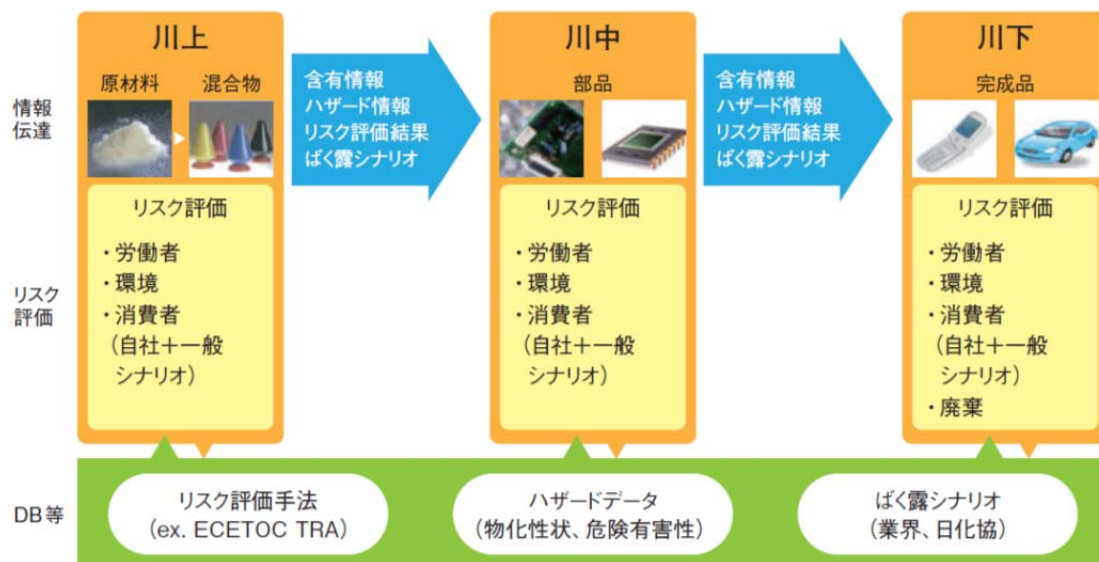 川上
川中
川下
原材料
混合物
部品
完成品
情報
伝達
含有情報
ハザード情報
リスク評価結果
ばく露シナリオ
含有情報
ハザード情報
リスク評価結果
ばく露シナリオ
リスク
評価
リスク評価
・労働者
・環境
・消費者
（自社＋一般
シナリオ）
リスク評価
・労働者
・環境
・消費者
（自社＋一般
シナリオ）
リスク評価
・労働者
・環境
・消費者
（自社＋一般
シナリオ）
・廃棄
DB等
リスク評価手法
（ex. ECETOC TRA）
ハザードデータ
（物化性状、危険有害性）
ばく露シナリオ
（業界、日化協）